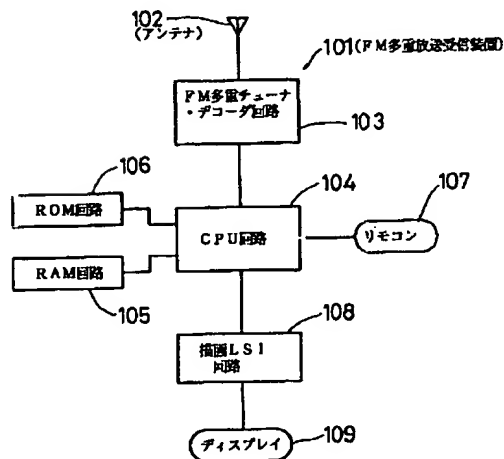 102
(アンテナ)
101(FM多重放送受信装置)
FM多重チューナ
・デコーダ回路
103
106
ROM回路
104
107
CPU回路
リモコン
RAM回路
105
108
描画LSI
回路
ディスプレイ
109